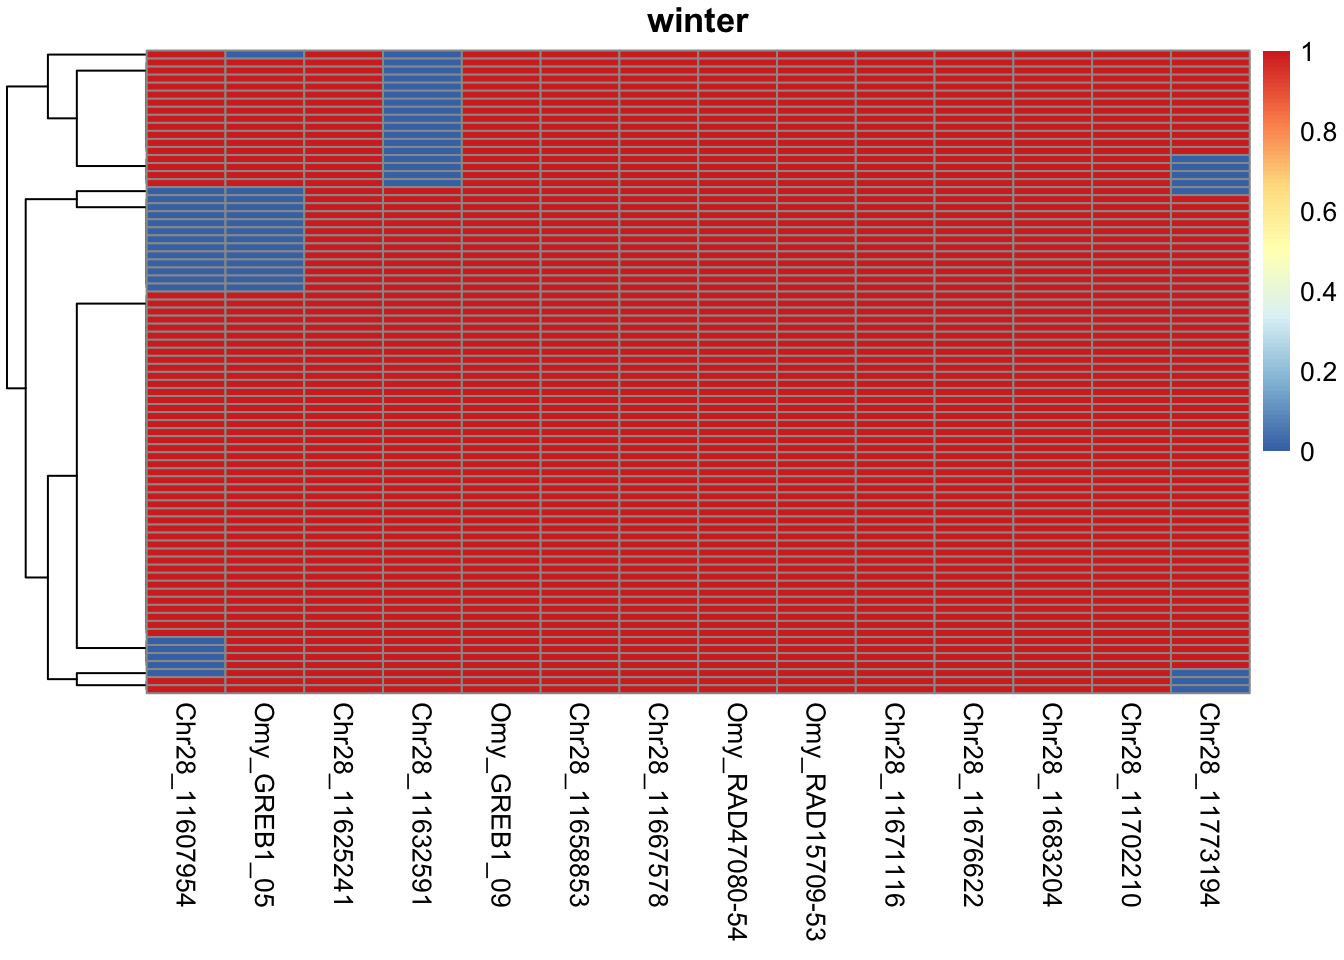 winter
1
0.8
0.6
0.4
0.2
0
Chr28_11607954
Omy_GREB1_05
Chr28_11625241
Chr28_11632591
Omy_GREB1_09
Chr28_11658853
Chr28_11667578
Omy_RAD47080-54
Omy_RAD15709-53
Chr28_11671116
Chr28_11676622
Chr28_11683204
Chr28_11702210
Chr28_11773194